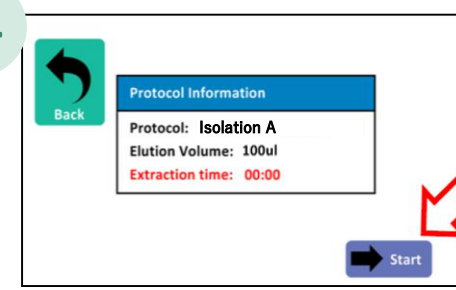 Back
Protocol Information
Protocol: Isolation A
Elution Volume: 100ul
Extraction time: 00:00
Start